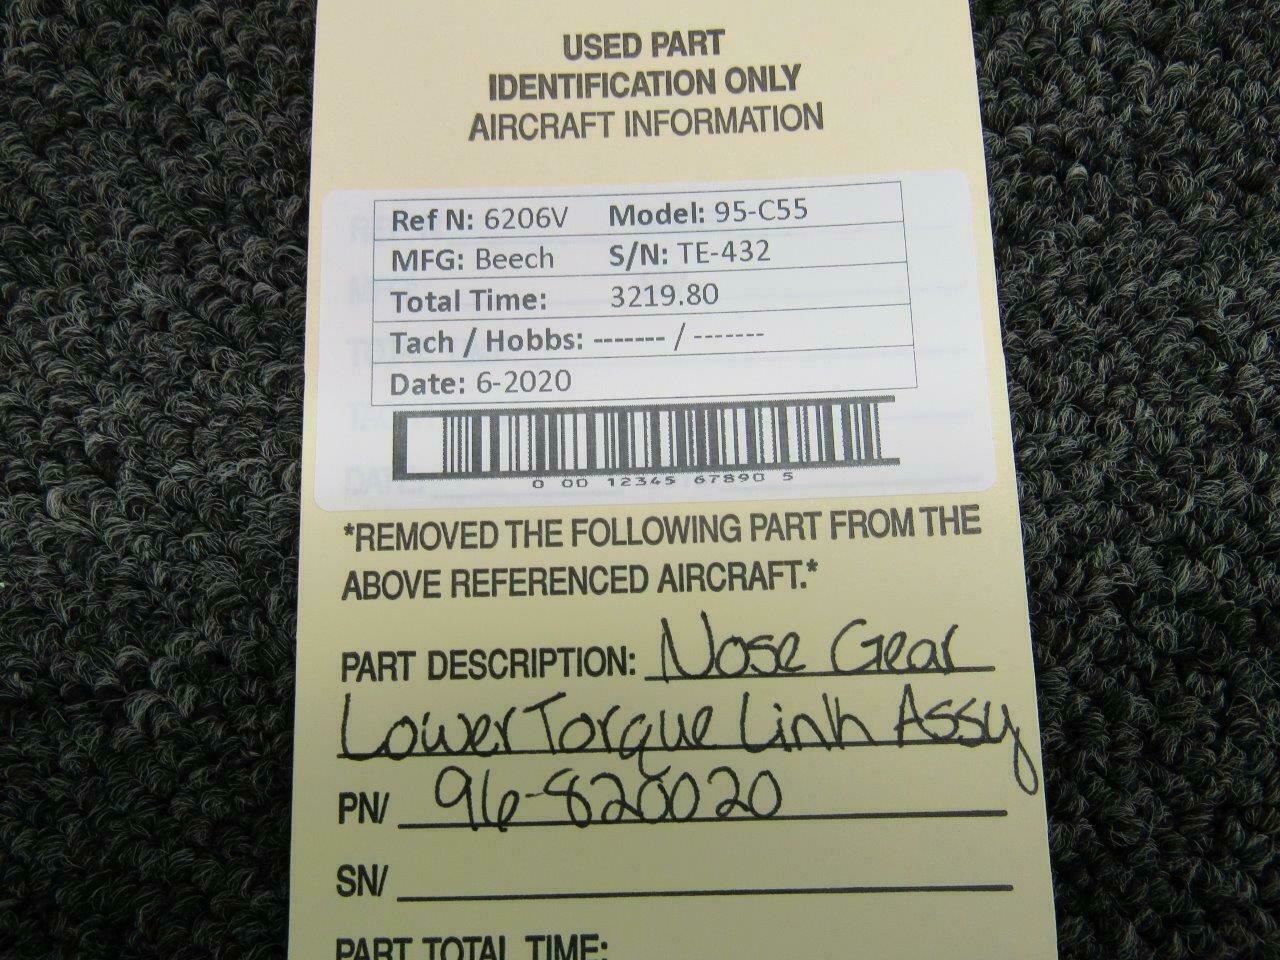 USED PART
IDENTIFICATION ONLY
AIRCRAFT INFORMATION
Ref N: 6206V Model: 95-C55
MFG: Beech S/N: TE-432
Total Time: 3219.80
Tach / Hobbs: ------- / -------
Date: 6-2020
0 00 12345 67890 5
*REMOVED THE FOLLOWING PART FROM THE
ABOVE REFERENCED AIRCRAFT.*
PART DESCRIPTION: Nose Gear
Lower Torque Link Assy
PN/ 96-820020
SN/
PART TOTAL TIME: